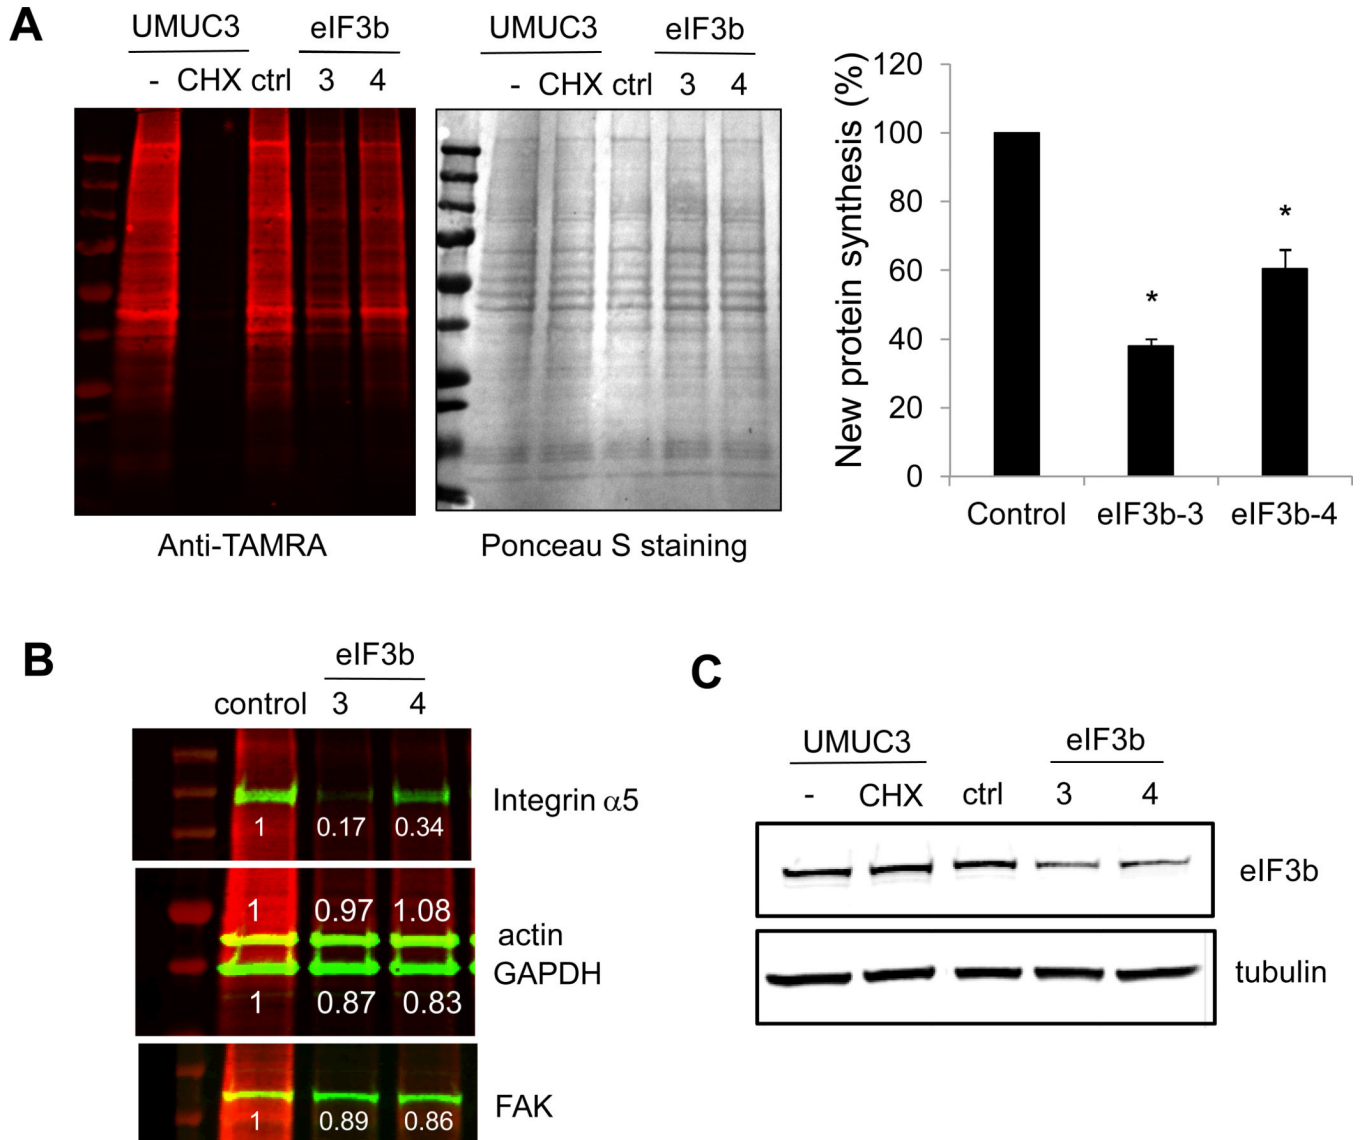 A
UMUC3 eIF3b
- CHX ctrl 3 4
Anti-TAMRA
UMUC3 eIF3b
- CHX ctrl 3 4
Ponceau S staining
New protein synthesis (%)
120
100
80
60
40
20
0
*
*
Control eIF3b-3 eIF3b-4
B
eIF3b
control 3 4
Integrin α5
1 0.17 0.34
1 0.97 1.08
actin
GAPDH
1 0.87 0.83
FAK
1 0.89 0.86
C
UMUC3 eIF3b
- CHX ctrl 3 4
eIF3b
tubulin